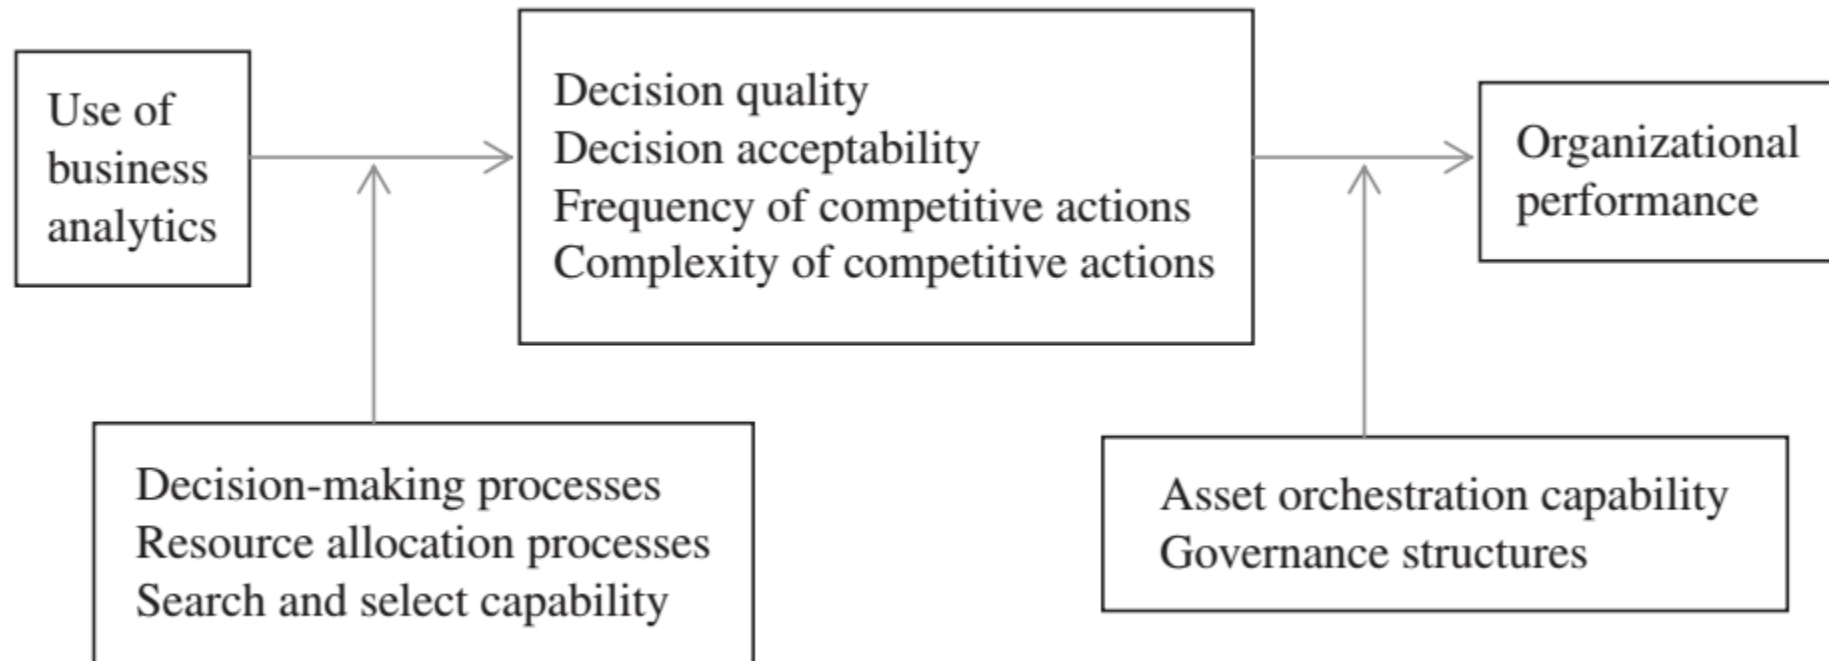 Use of
business
analytics
Decision quality
Decision acceptability
Frequency of competitive actions
Complexity of competitive actions
Organizational
performance
Decision-making processes
Resource allocation processes
Search and select capability
Asset orchestration capability
Governance structures